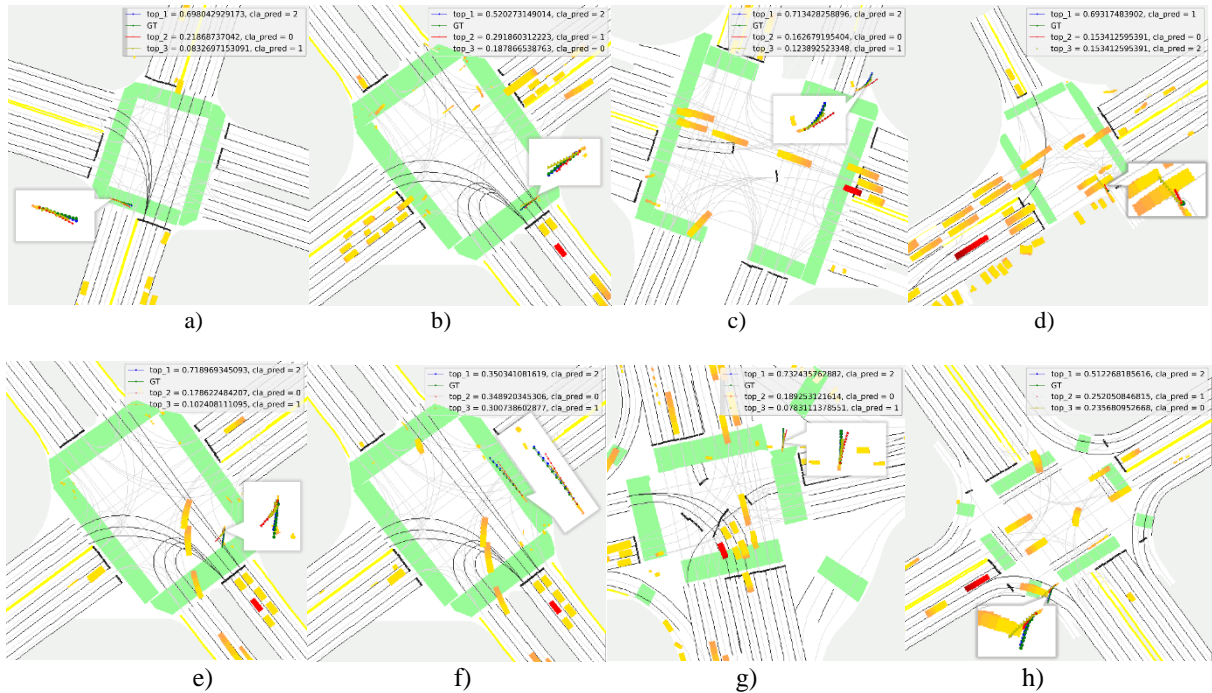 top_1 = 0.698042929173, cla_pred = 2
GT
top_2 = 0.21868737042, cla_pred = 0
top_3 = 0.0832697153091, cla_pred = 1
top_1 = 0.520273149014, cla_pred = 2
GT
top_2 = 0.291860312223, cla_pred = 1
top_3 = 0.187866538763, cla_pred = 0
top_1 = 0.713428258896, cla_pred = 2
GT
top_2 = 0.162679195404, cla_pred = 0
top_3 = 0.123892523348, cla_pred = 1
top_1 = 0.69317483902, cla_pred = 1
GT
top_2 = 0.153412595391, cla_pred = 0
top_3 = 0.153412595391, cla_pred = 2
a)
b)
c)
d)
top_1 = 0.718969345093, cla_pred = 2
GT
top_2 = 0.178622484207, cla_pred = 0
top_3 = 0.102408111095, cla_pred = 1
top_1 = 0.350341081619, cla_pred = 2
GT
top_2 = 0.348920345306, cla_pred = 0
top_3 = 0.300738602877, cla_pred = 1
top_1 = 0.732435762882, cla_pred = 2
GT
top_2 = 0.189253121614, cla_pred = 0
top_3 = 0.0783111378551, cla_pred = 1
top_1 = 0.512268185616, cla_pred = 2
GT
top_2 = 0.252050846815, cla_pred = 1
top_3 = 0.235680952668, cla_pred = 0
e)
f)
g)
h)